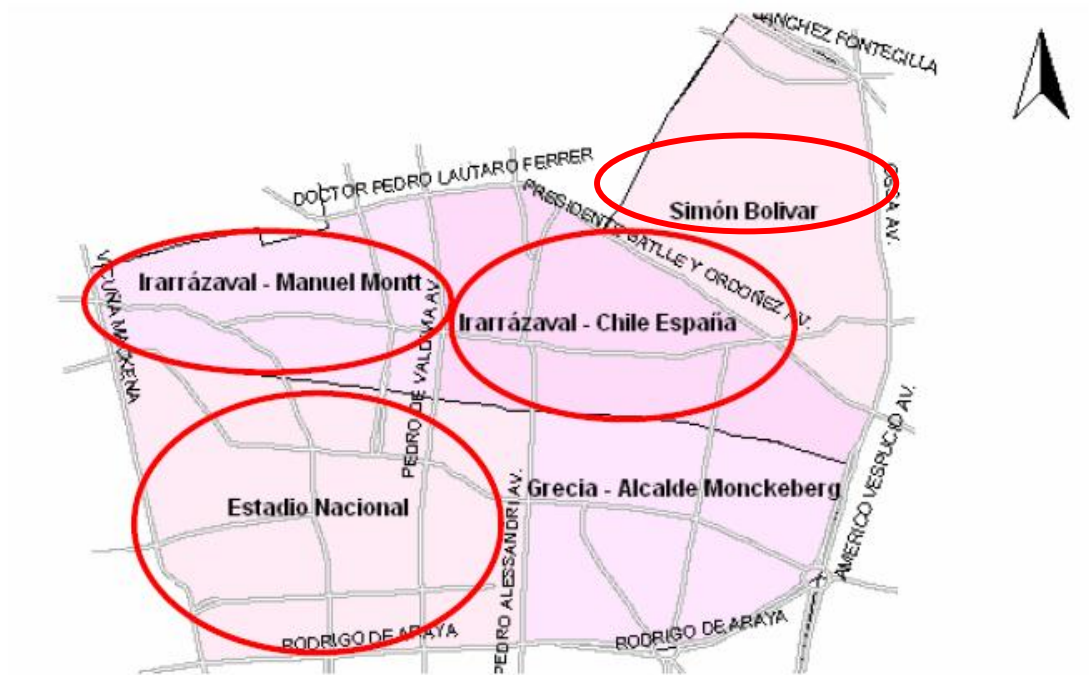 SANCHEZ FONTECILLA
DOCTOR PEDRO LAUTARO FERRER
OSSA AV.
PRESIDENTE BATLLE Y ORDOÑEZ AV.
Simón Bolivar
VICUÑA MACKENA
Irarrázaval - Manuel Montt
PEDRO DE VALDIVIA AV.
Irarrázaval - Chile España
AMERICO VESPUCIO AV.
Grecia - Alcalde Monckeberg
Estadio Nacional
PEDRO ALESSANDRI AV.
RODRIGO DE ARAYA
RODRIGO DE ARAYA